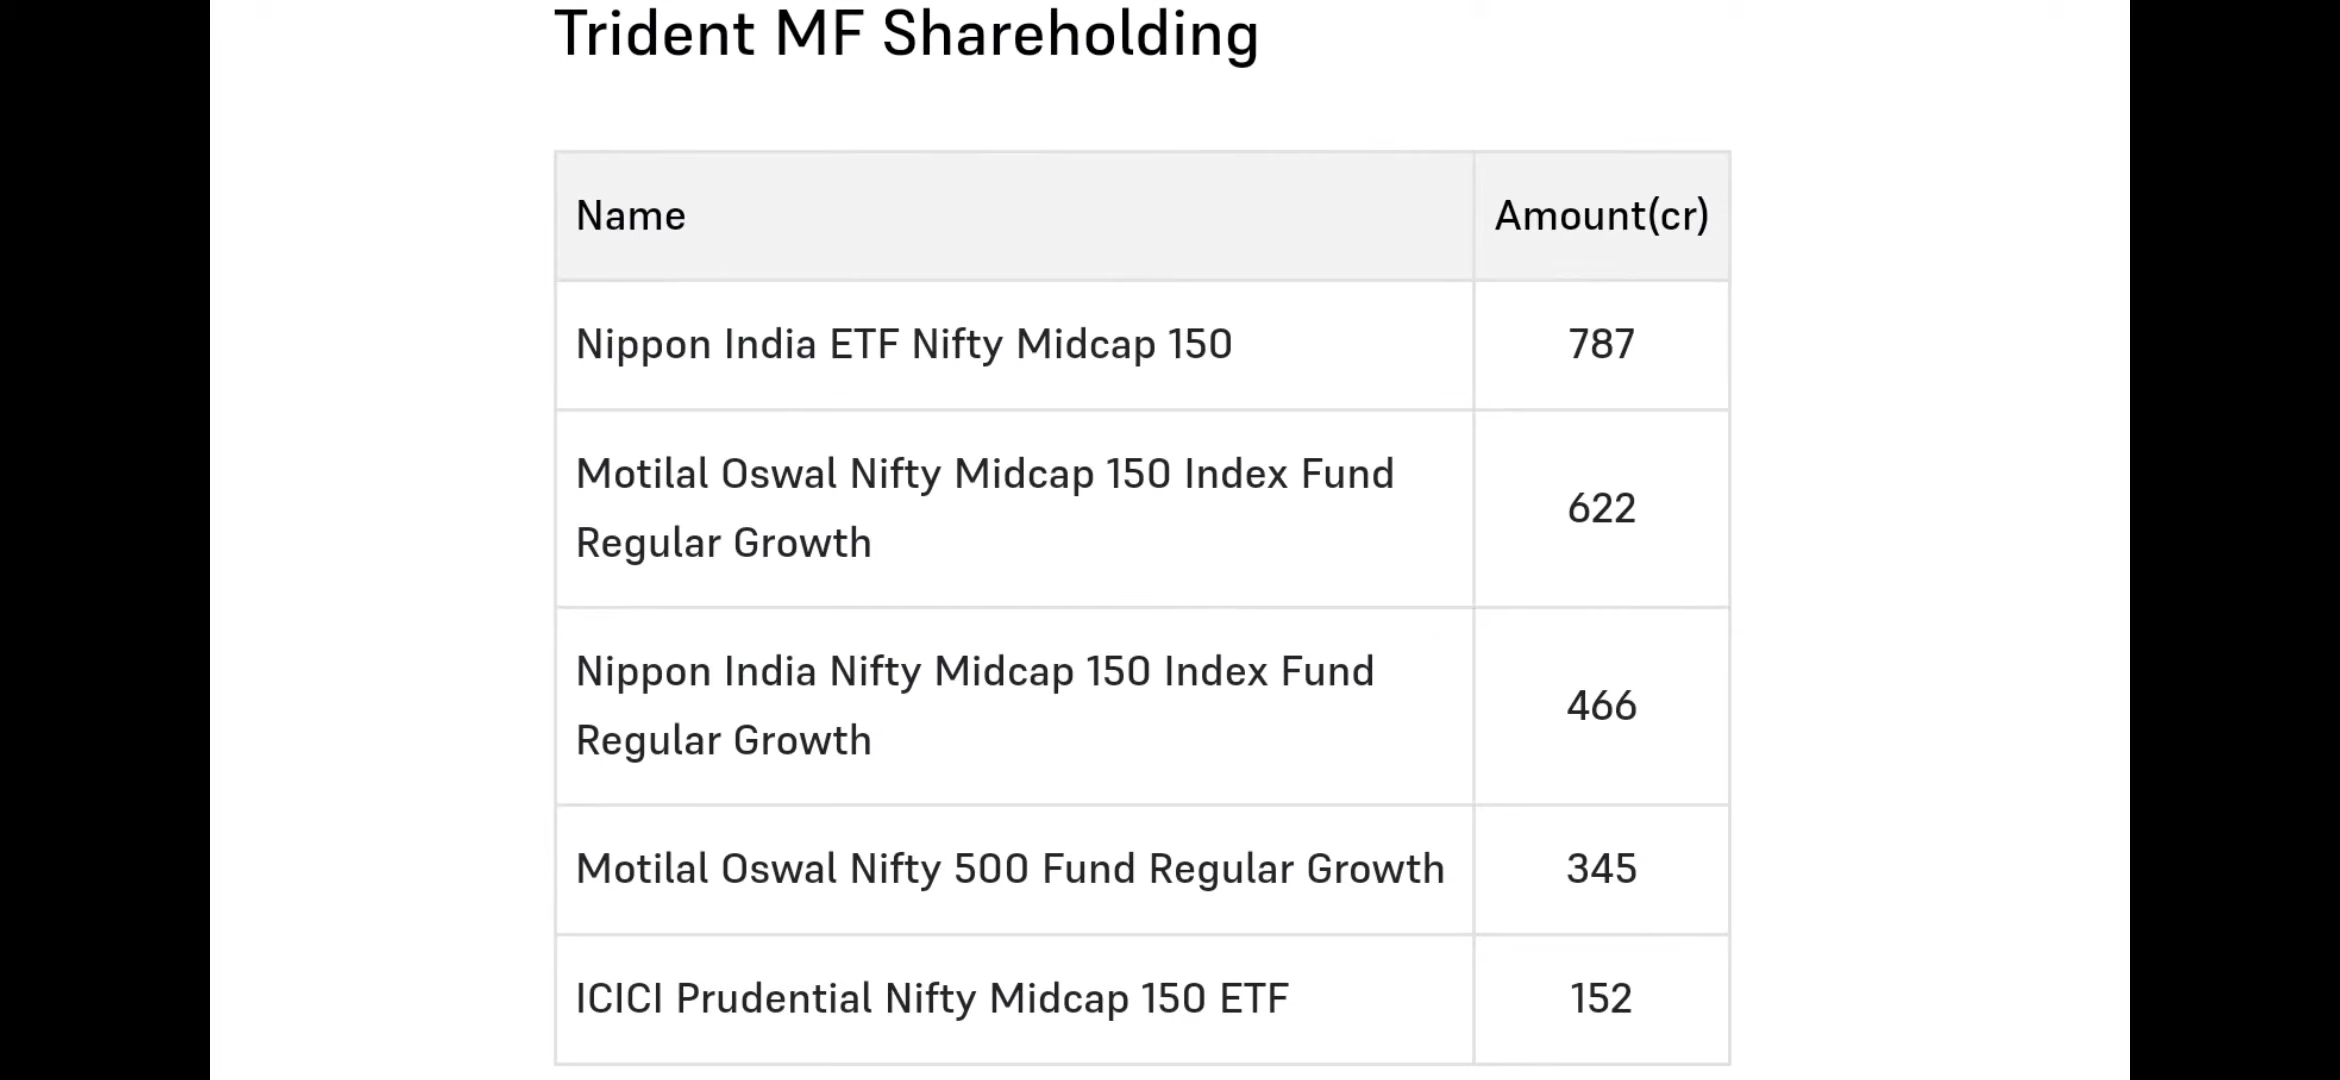 Trident MF Shareholding
Name Amount(cr)
Nippon India ETF Nifty Midcap 150 787
Motilal Oswal Nifty Midcap 150 Index Fund
Regular Growth
622
Nippon India Nifty Midcap 150 Index Fund
Regular Growth
466
Motilal Oswal Nifty 500 Fund Regular Growth 345
ICICI Prudential Nifty Midcap 150 ETF 152